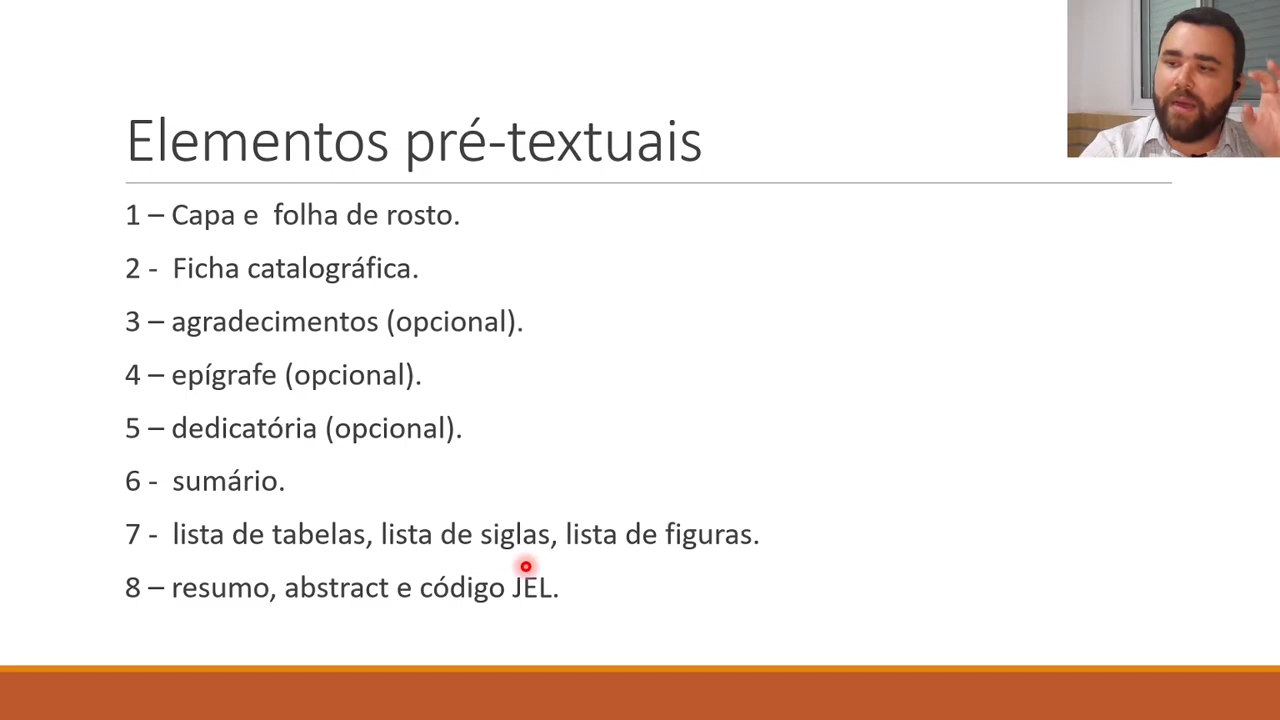 Elementos pré-textuais
1 – Capa e  folha de rosto.
2 -  Ficha catalográfica.
3 – agradecimentos (opcional).
4 – epígrafe (opcional).
5 – dedicatória (opcional).
6 -  sumário.
7 -  lista de tabelas, lista de siglas, lista de figuras.
8 – resumo, abstract e código JEL.